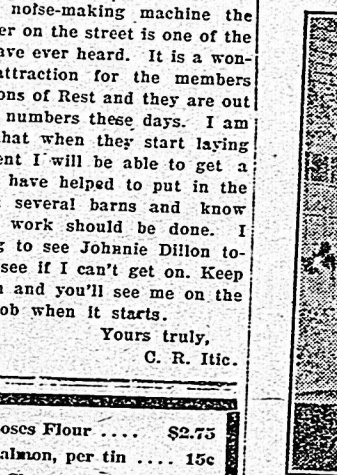 noise-making machine the
er on the street is one of the
ave ever heard. It is a won-
attraction for the members
ons of Rest and they are out
numbers these days. I am
that when they start laying
ent I will be able to get a
have helped to put in the
several barns and know
work should be done. I
g to see Johnnie Dillon to-
see if I can't get on. Keep
and you'll see me on the
ob when it starts.
Yours truly,
C. R. Itic.
oses Flour .... $2.75
almon, per tin .... 15c